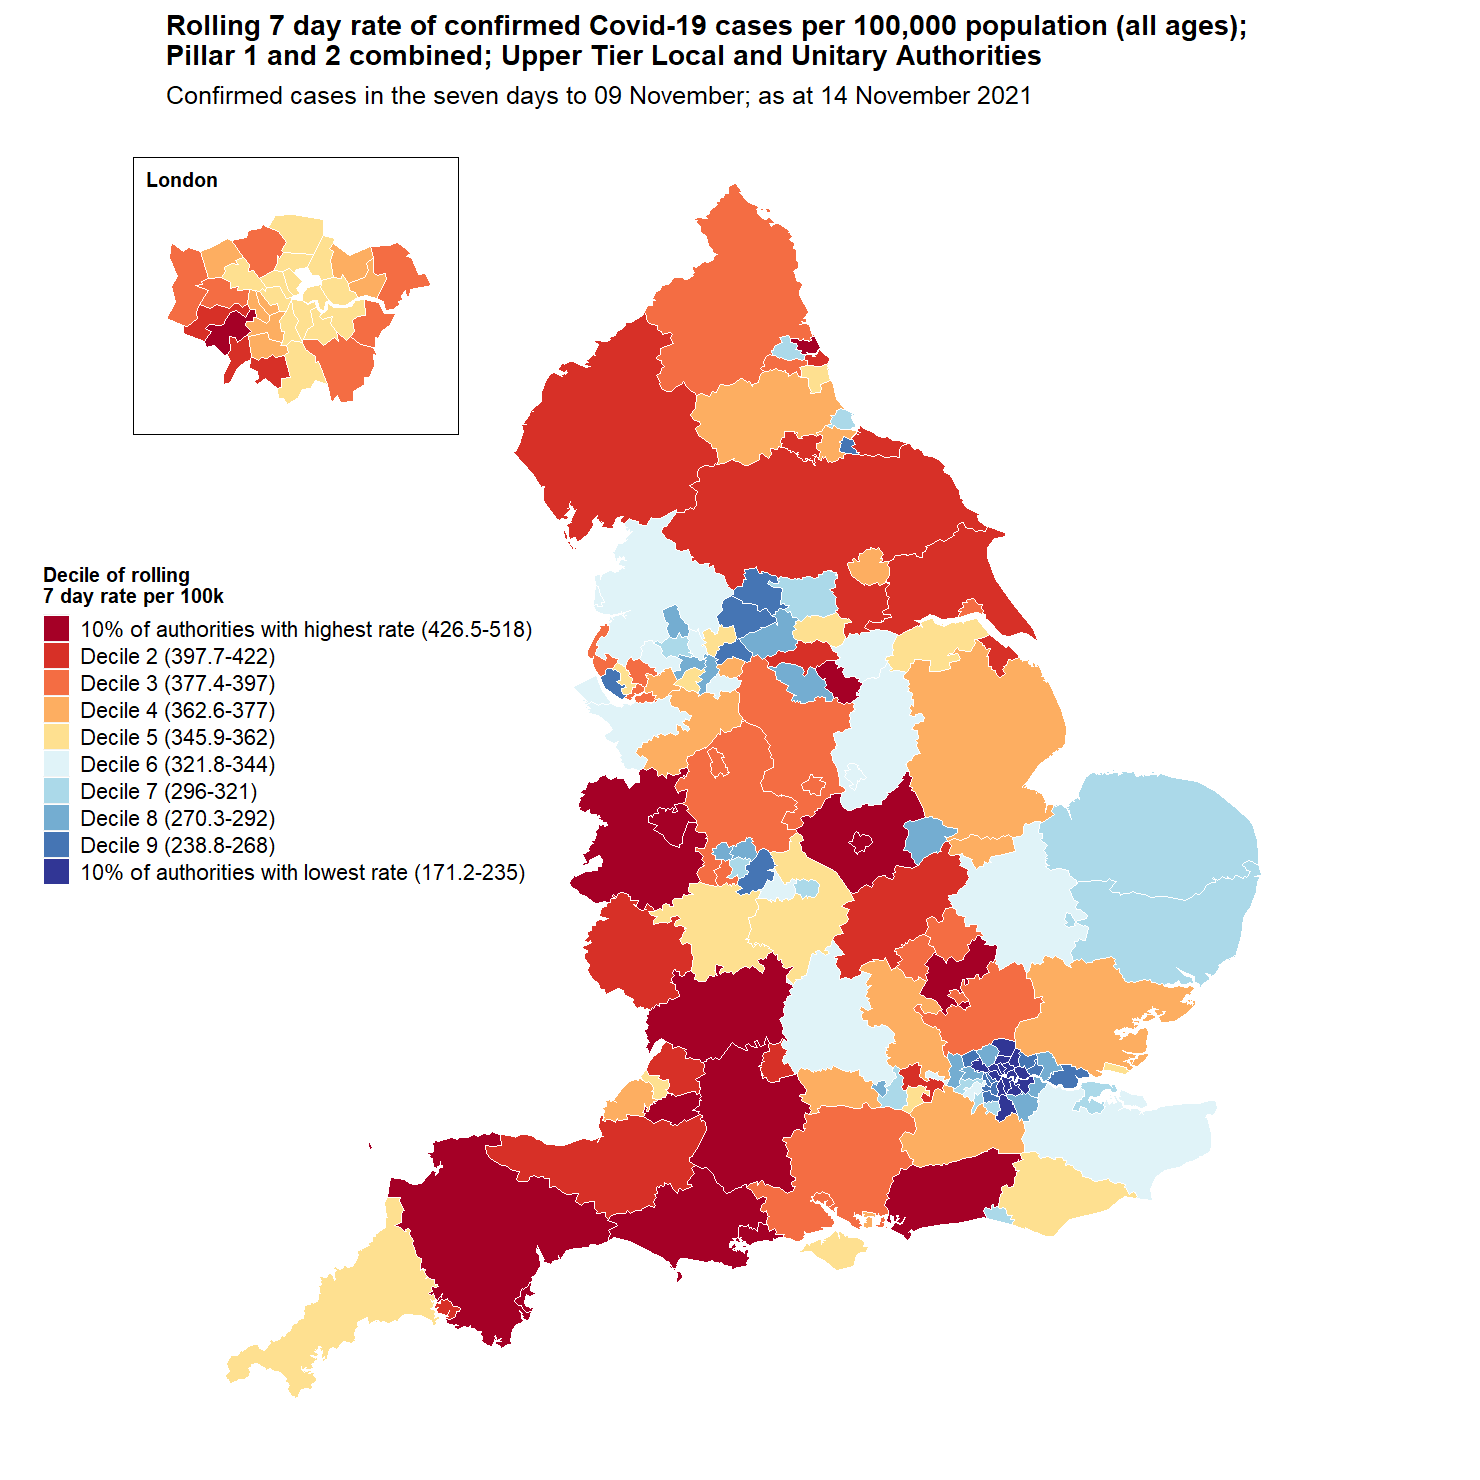 Rolling 7 day rate of confirmed Covid-19 cases per 100,000 population (all ages);
Pillar 1 and 2 combined; Upper Tier Local and Unitary Authorities
Confirmed cases in the seven days to 09 November; as at 14 November 2021
London
Decile of rolling
7 day rate per 100k
10% of authorities with highest rate (426.5-518)
Decile 2 (397.7-422)
Decile 3 (377.4-397)
Decile 4 (362.6-377)
Decile 5 (345.9-362)
Decile 6 (321.8-344)
Decile 7 (296-321)
Decile 8 (270.3-292)
Decile 9 (238.8-268)
10% of authorities with lowest rate (171.2-235)